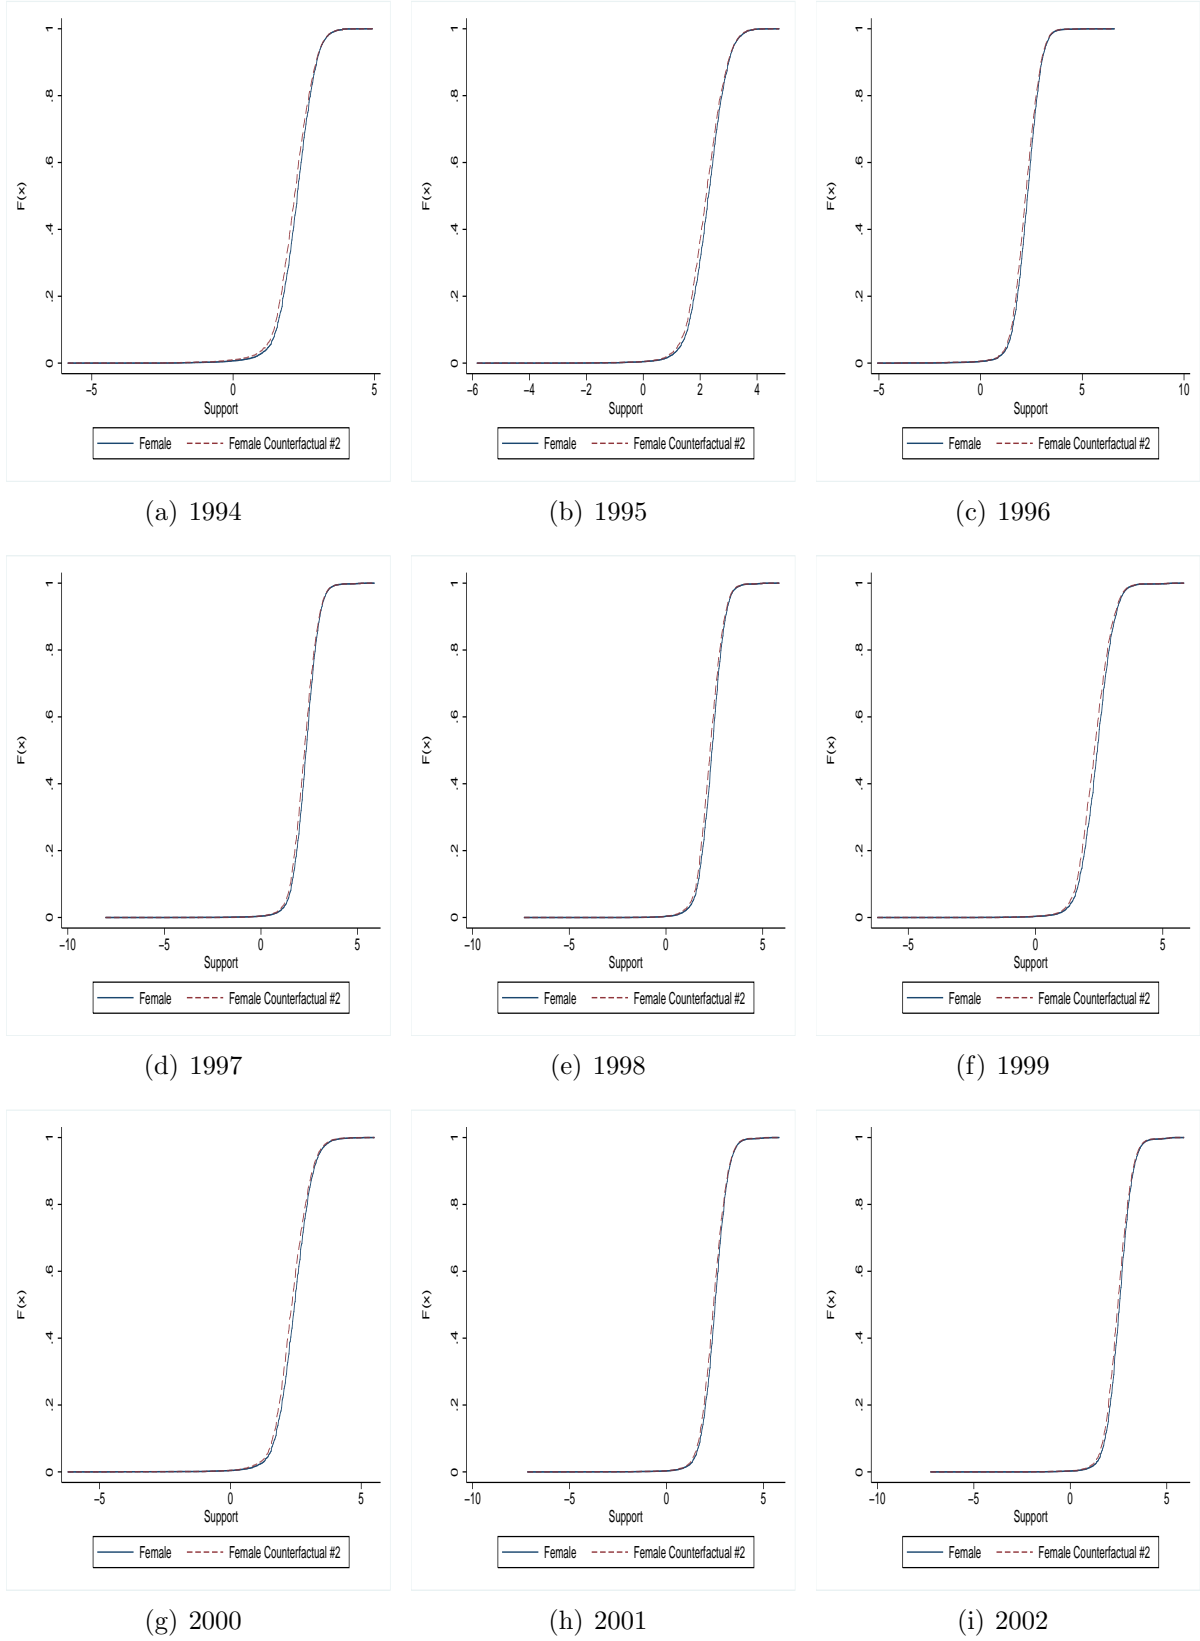 1
.8
.6
F(x)
.4
.2
0
−5 0 5
Support
Female Female Counterfactual #2
(a) 1994
1
.8
.6
F(x)
.4
.2
0
−6 −4 −2 0 2 4
Support
Female Female Counterfactual #2
(b) 1995
1
.8
.6
F(x)
.4
.2
0
−5 0 5 10
Support
Female Female Counterfactual #2
(c) 1996
1
.8
.6
F(x)
.4
.2
0
−10 −5 0 5
Support
Female Female Counterfactual #2
(d) 1997
1
.8
.6
F(x)
.4
.2
0
−10 −5 0 5
Support
Female Female Counterfactual #2
(e) 1998
1
.8
.6
F(x)
.4
.2
0
−5 0 5
Support
Female Female Counterfactual #2
(f) 1999
1
.8
.6
F(x)
.4
.2
0
−5 0 5
Support
Female Female Counterfactual #2
(g) 2000
1
.8
.6
F(x)
.4
.2
0
−10 −5 0 5
Support
Female Female Counterfactual #2
(h) 2001
1
.8
.6
F(x)
.4
.2
0
−10 −5 0 5
Support
Female Female Counterfactual #2
(i) 2002